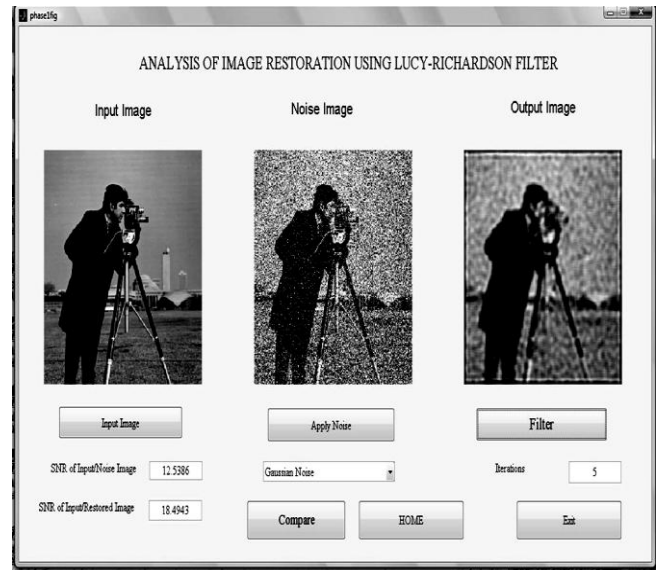 phase1fig
ANALYSIS OF IMAGE RESTORATION USING LUCY-RICHARDSON FILTER
Input Image Noise Image Output Image
Input Image Apply Noise Filter
SNR of Input/Noise Image 12.5386 Gaussian Noise Iterations 5
SNR of Input/Restored Image 18.4943 Compare HOME Exit